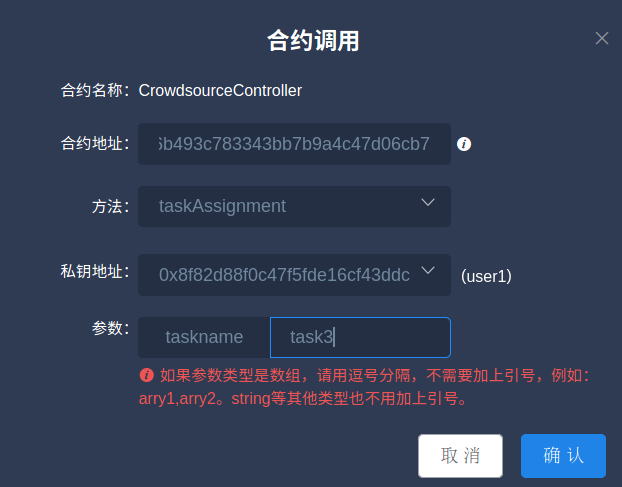 合约调用
合约名称：CrowdsourceController
合约地址：6b493c783343bb7b9a4c47d06cb7
方法：taskAssignment
私钥地址：0x8f82d88f0c47f5fde16cf43ddc (user1)
参数：taskname task3
如果参数类型是数组，请用逗号分隔，不需要加上引号，例如：
arry1,arry2。string等其他类型也不用加上引号。
取消 确认